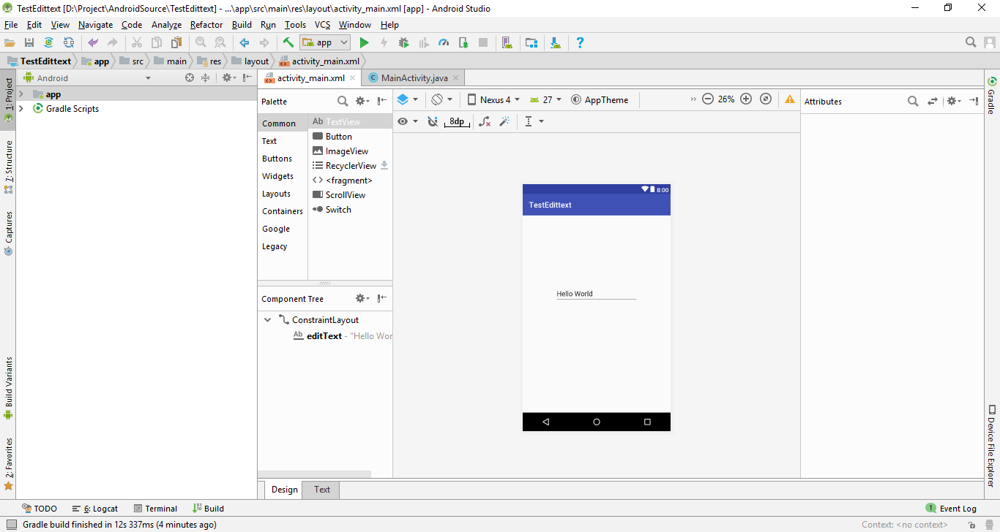 TestEdittext [D:\Project\AndroidSource\TestEdittext] - ...\app\src\main\res\layout\activity_main.xml [app] - Android Studio
File Edit View Navigate Code Analyze Refactor Build Run Tools VCS Window Help
app
TestEdittext app src main res layout activity_main.xml
1: Project
7: Structure
Captures
Build Variants
2: Favorites
Android
app
Gradle Scripts
activity_main.xml MainActivity.java
Palette
Common
Text
Buttons
Widgets
Layouts
Containers
Google
Legacy
Ab TextView
Button
ImageView
RecyclerView
<fragment>
ScrollView
Switch
Component Tree
ConstraintLayout
Ab editText - "Hello Wor
Nexus 4 27 AppTheme 26%
8dp
8:00
TestEdittext
Hello World
Attributes
Gradle
Device File Explorer
Design Text
TODO 6: Logcat Terminal Build 1 Event Log
Gradle build finished in 12s 337ms (4 minutes ago) Context: <no context>